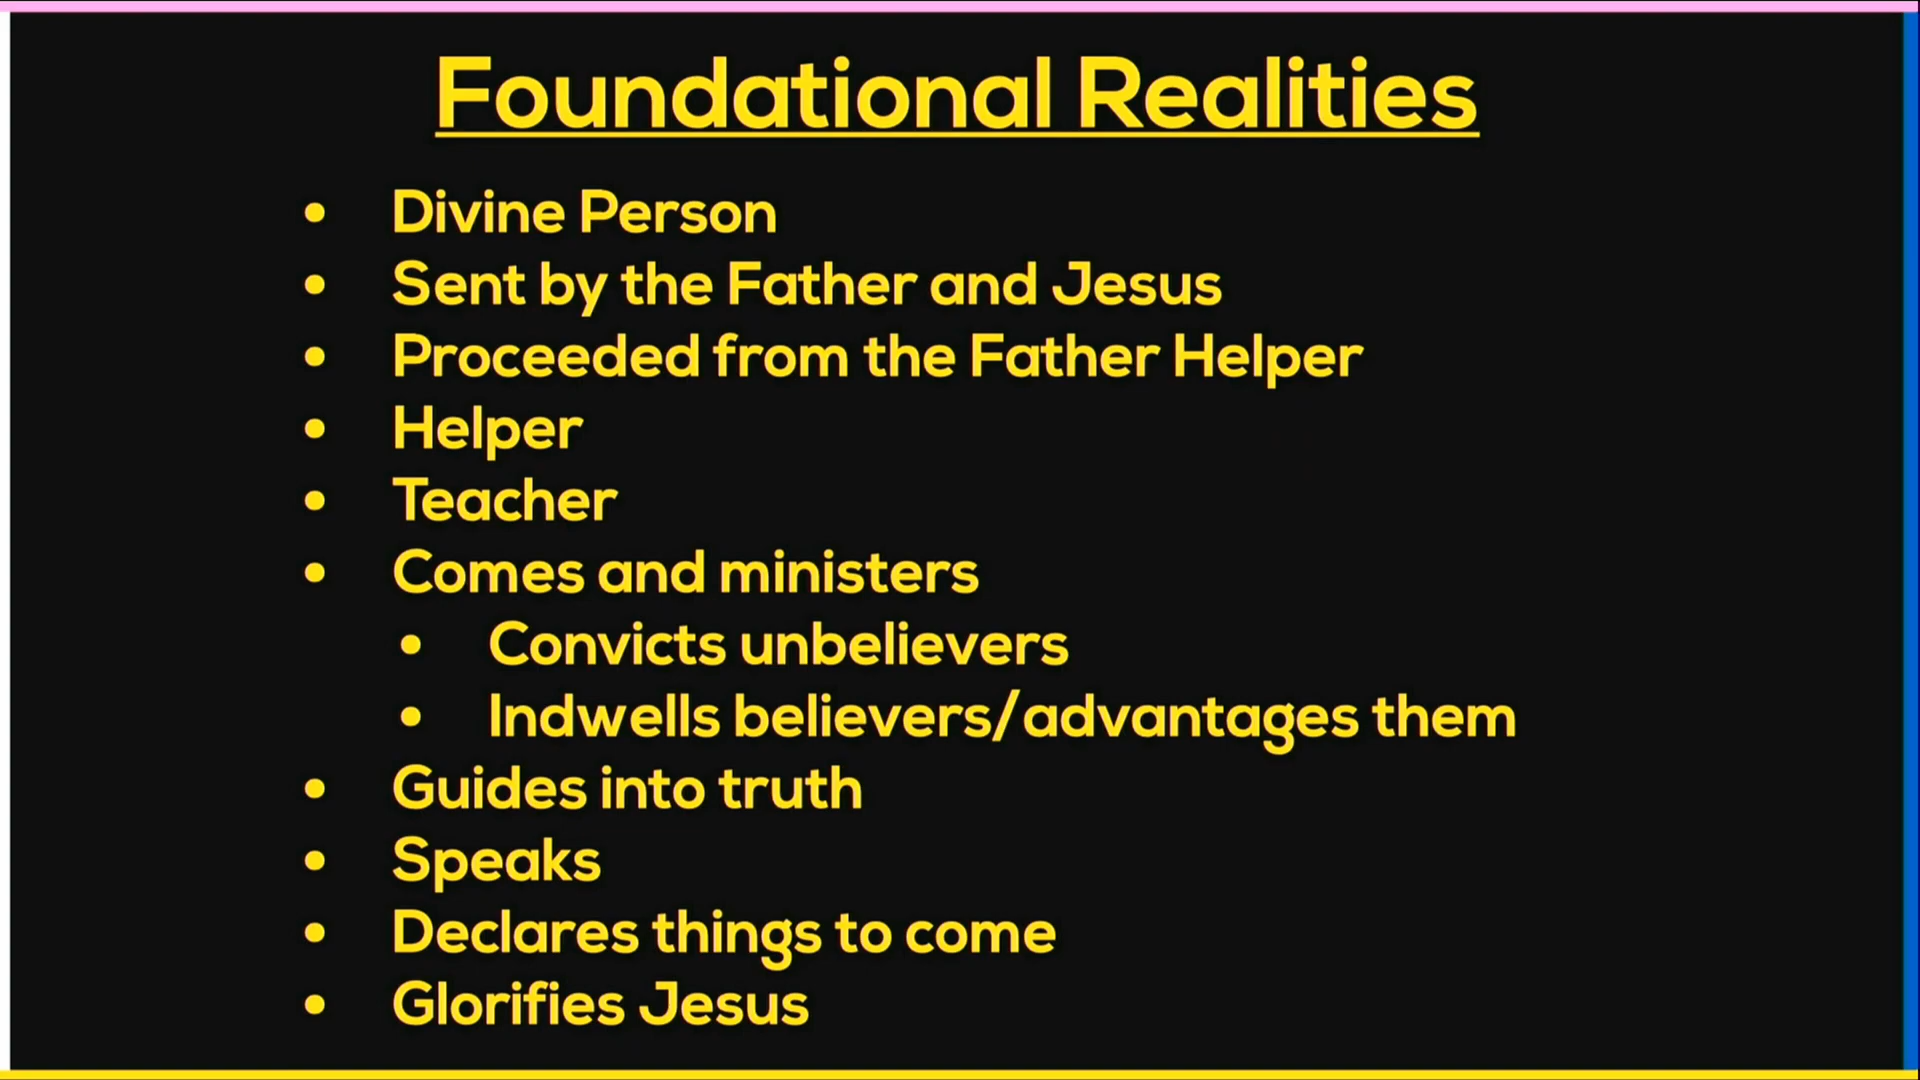 Foundational Realities
• Divine Person
• Sent by the Father and Jesus
• Proceeded from the Father Helper
• Helper
• Teacher
• Comes and ministers
• Convicts unbelievers
• Indwells believers/advantages them
• Guides into truth
• Speaks
• Declares things to come
• Glorifies Jesus